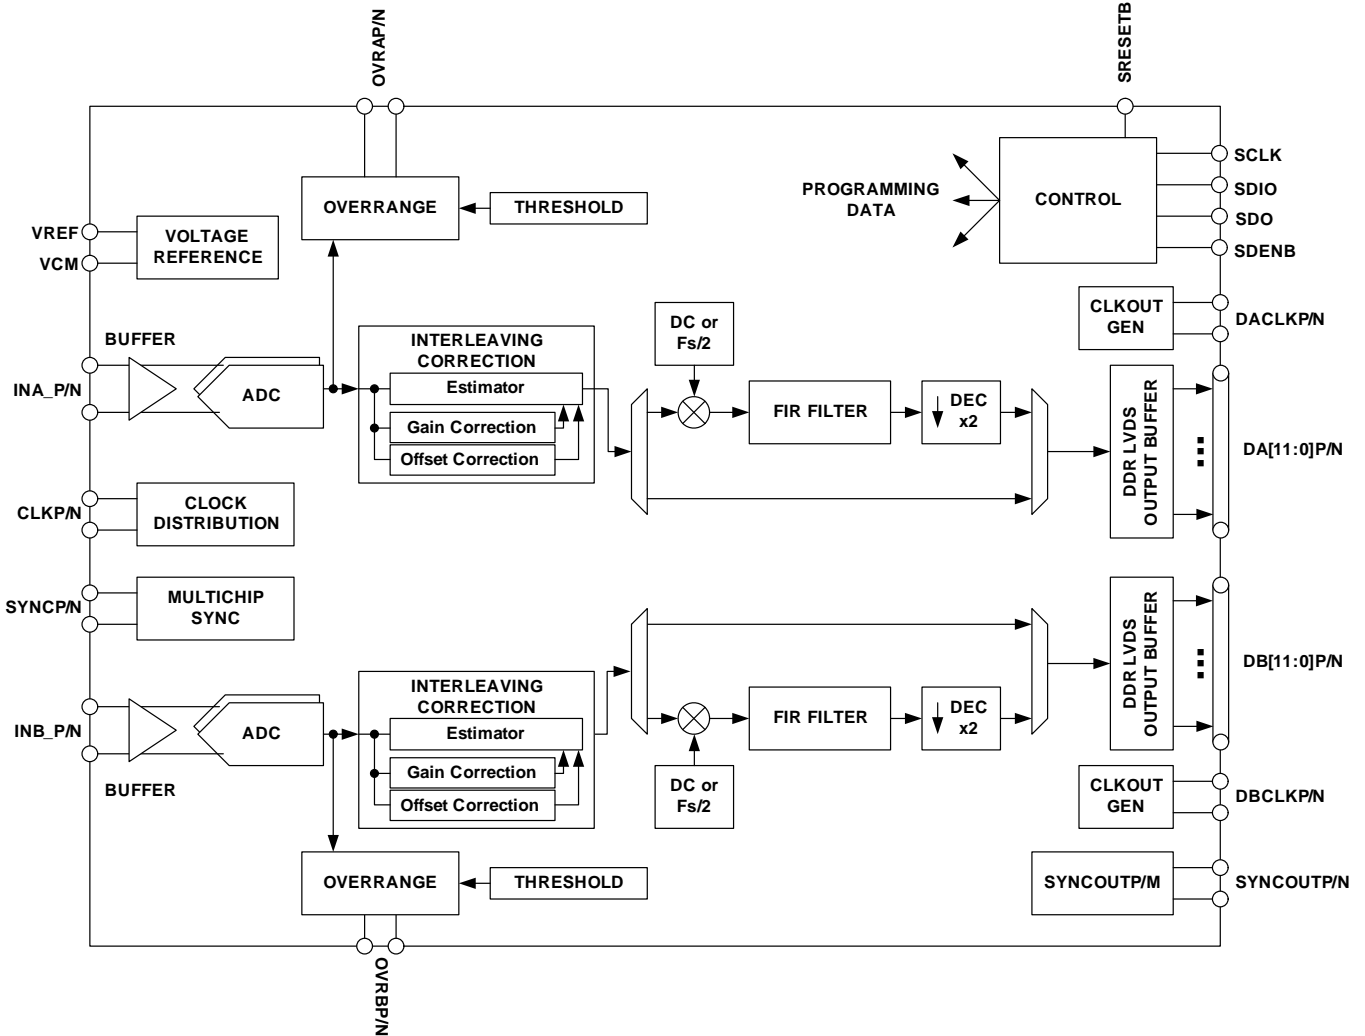 OVRAP/N
SRESETB
OVERRANGE
THRESHOLD
PROGRAMMING
DATA
CONTROL
SCLK
SDIO
SDO
SDENB
VREF
VCM
VOLTAGE
REFERENCE
BUFFER
INA_P/N
ADC
INTERLEAVING
CORRECTION
Estimator
Gain Correction
Offset Correction
DC or
Fs/2
FIR FILTER
DEC
x2
CLKOUT
GEN
DACLKP/N
DDR LVDS
OUTPUT BUFFER
DA[11:0]P/N
CLKP/N
CLOCK
DISTRIBUTION
SYNCP/N
MULTICHIP
SYNC
INB_P/N
BUFFER
ADC
INTERLEAVING
CORRECTION
Estimator
Gain Correction
Offset Correction
FIR FILTER
DEC
x2
DC or
Fs/2
DDR LVDS
OUTPUT BUFFER
DB[11:0]P/N
CLKOUT
GEN
DBCLKP/N
OVERRANGE
THRESHOLD
SYNCOUTP/M
SYNCOUTP/N
OVRBP/N